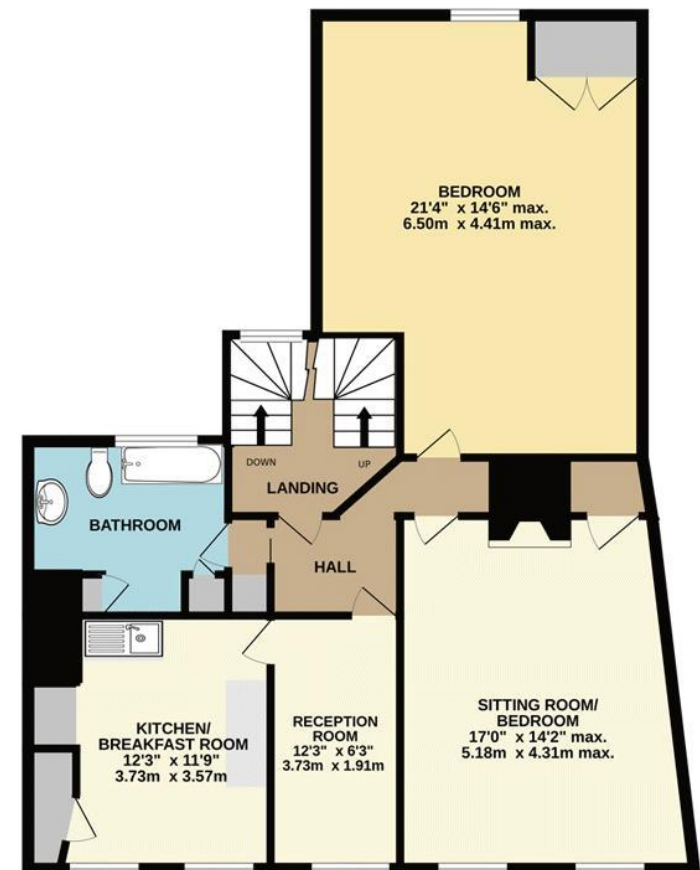 BEDROOM
21'4" x 14'6" max.
6.50m x 4.41m max.
DOWN
UP
LANDING
BATHROOM
HALL
KITCHEN/
BREAKFAST ROOM
12'3" x 11'9"
3.73m x 3.57m
RECEPTION
ROOM
12'3" x 6'3"
3.73m x 1.91m
SITTING ROOM/
BEDROOM
17'0" x 14'2" max.
5.18m x 4.31m max.